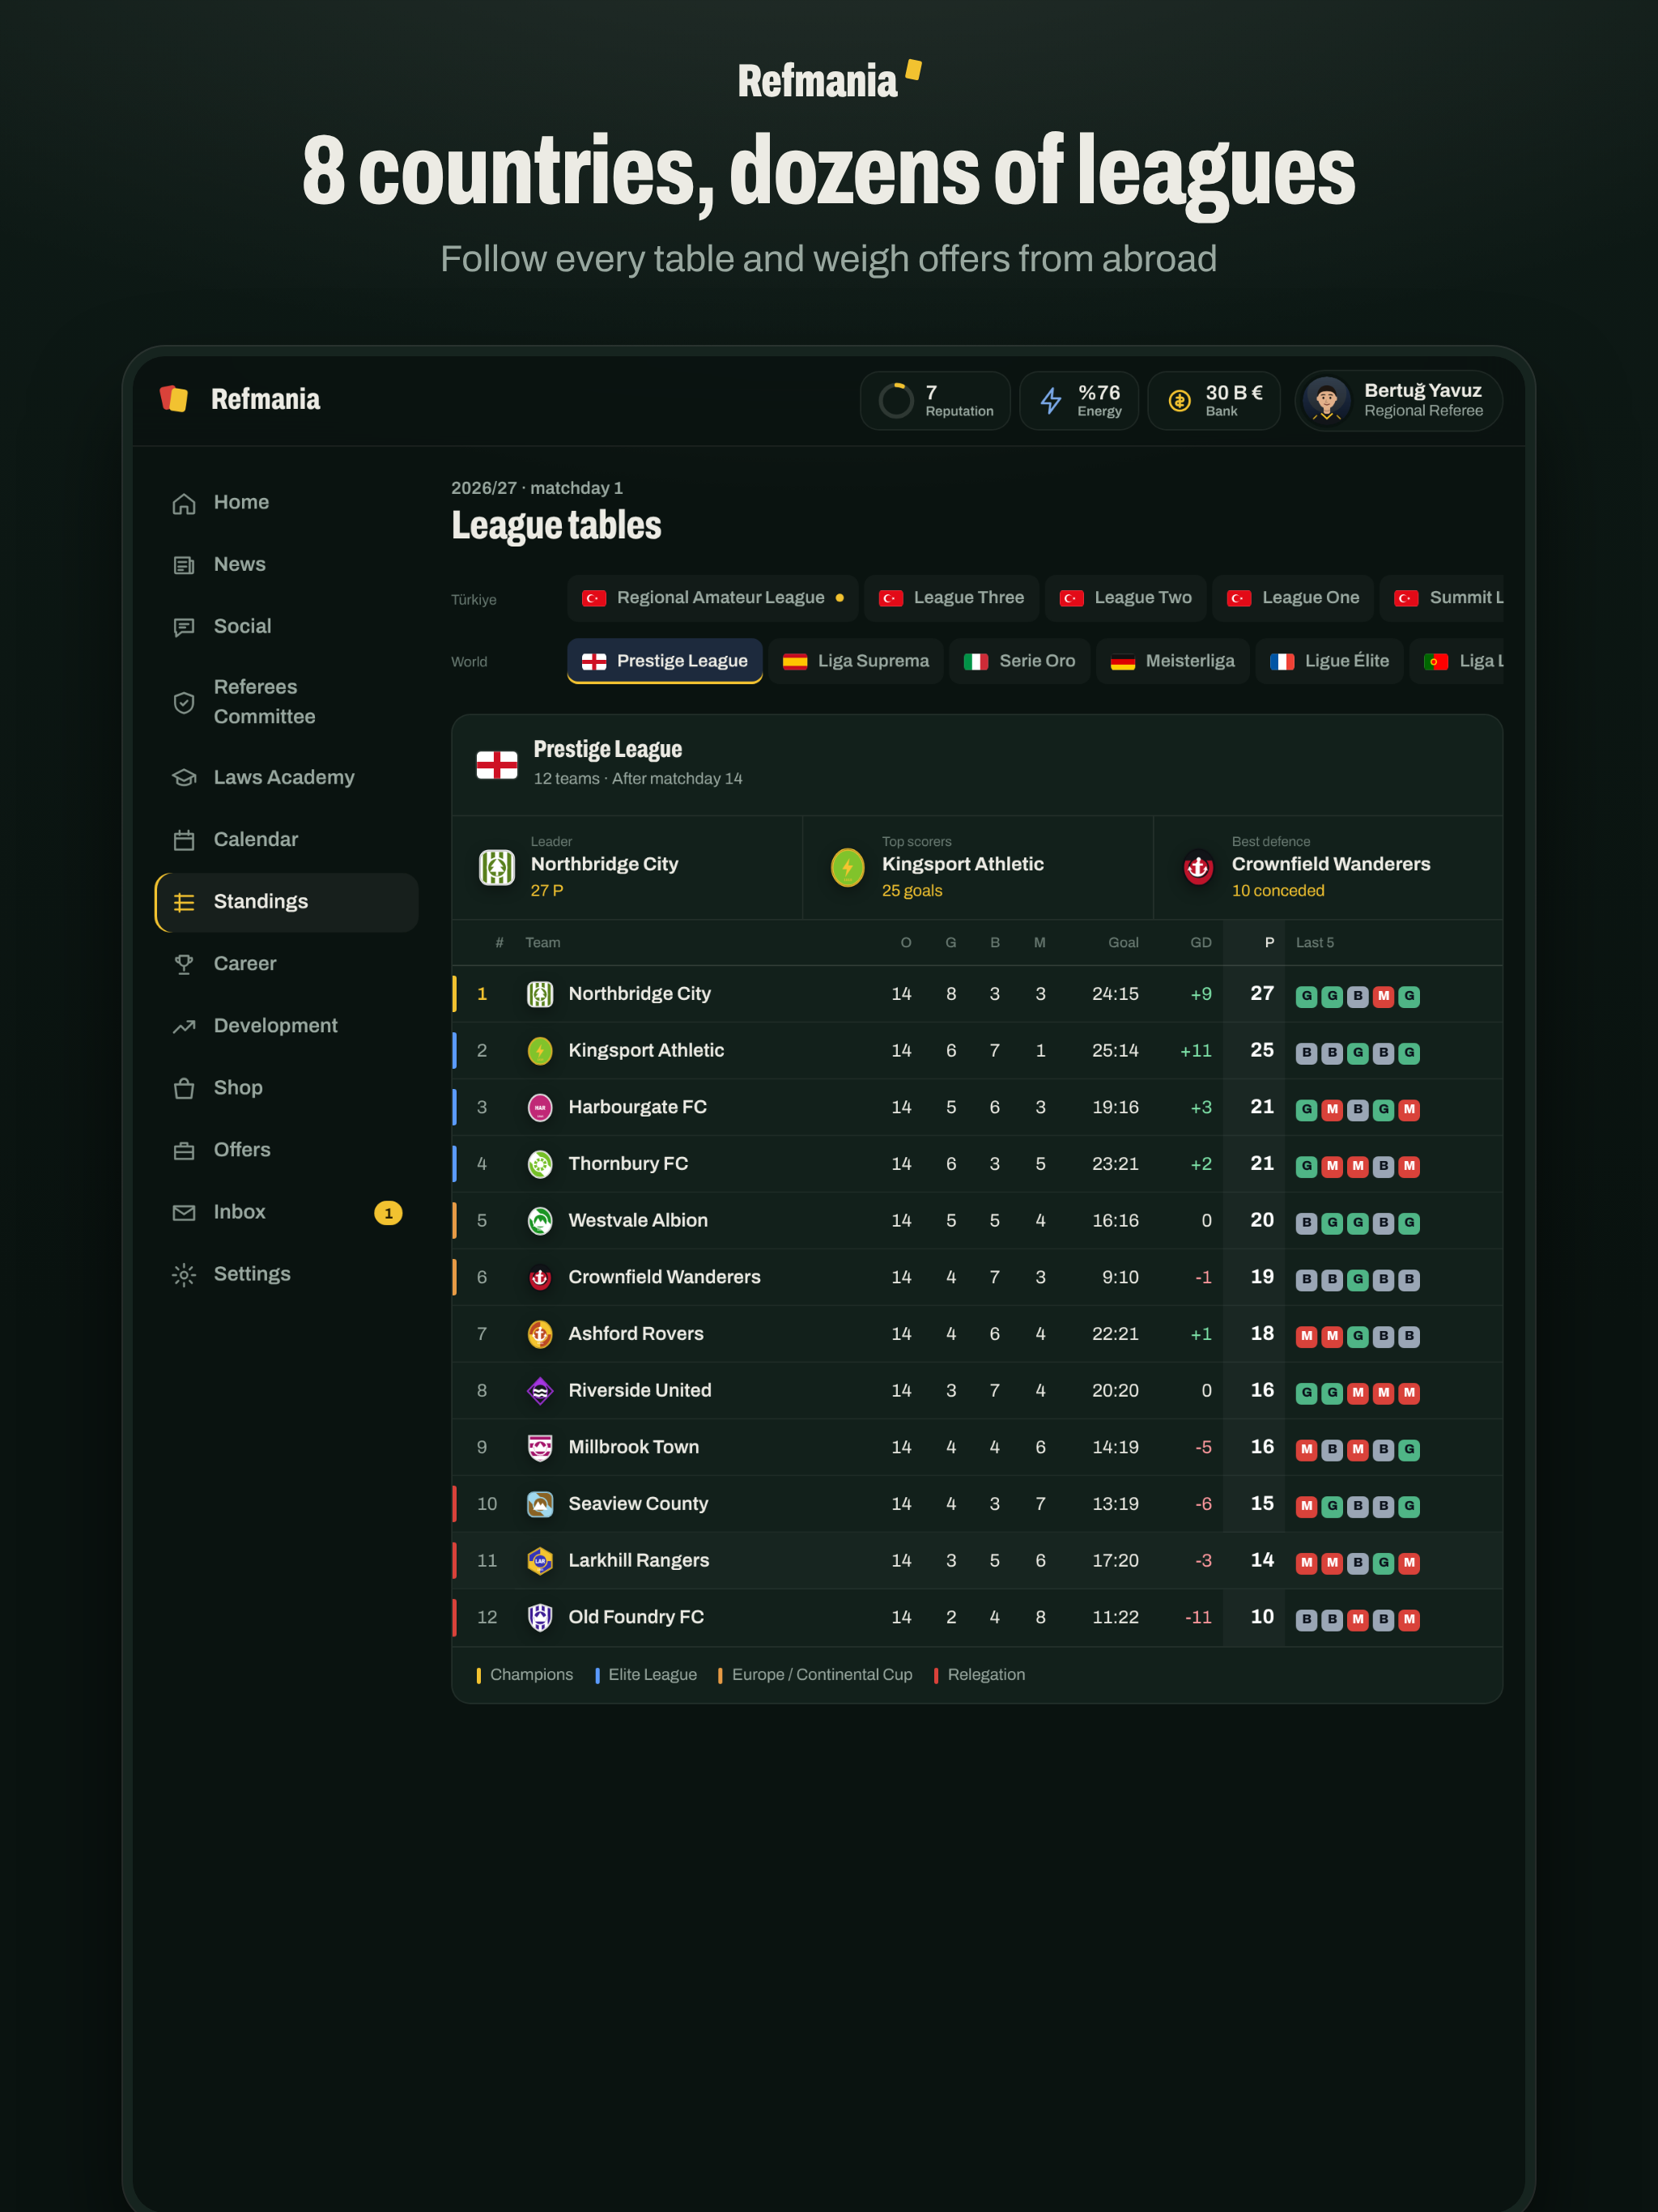 Refmania
8 countries, dozens of leagues
Follow every table and weigh offers from abroad
Refmania
7
Reputation
%76
Energy
30 B €
Bank
Bertuğ Yavuz
Regional Referee
Home
News
Social
Referees
Committee
Laws Academy
Calendar
Standings
Career
Development
Shop
Offers
Inbox 1
Settings
2026/27 · matchday 1
League tables
Türkiye Regional Amateur League League Three League Two League One Summit L
World Prestige League Liga Suprema Serie Oro Meisterliga Ligue Élite Liga L
Prestige League
12 teams · After matchday 14
Leader
Northbridge City
27 P
Top scorers
Kingsport Athletic
25 goals
Best defence
Crownfield Wanderers
10 conceded
# Team O G B M Goal GD P Last 5
1 Northbridge City 14 8 3 3 24:15 +9 27 G G B M G
2 Kingsport Athletic 14 6 7 1 25:14 +11 25 B B G B G
3 HAR Harbourgate FC 14 5 6 3 19:16 +3 21 G M B G M
4 Thornbury FC 14 6 3 5 23:21 +2 21 G M M B M
5 Westvale Albion 14 5 5 4 16:16 0 20 B G G B G
6 Crownfield Wanderers 14 4 7 3 9:10 -1 19 B B G B B
7 Ashford Rovers 14 4 6 4 22:21 +1 18 M M G B B
8 Riverside United 14 3 7 4 20:20 0 16 G G M M M
9 Millbrook Town 14 4 4 6 14:19 -5 16 M B M B G
10 Seaview County 14 4 3 7 13:19 -6 15 M G B B G
11 LAR Larkhill Rangers 14 3 5 6 17:20 -3 14 M M B G M
12 Old Foundry FC 14 2 4 8 11:22 -11 10 B B M B M
Champions Elite League Europe / Continental Cup Relegation